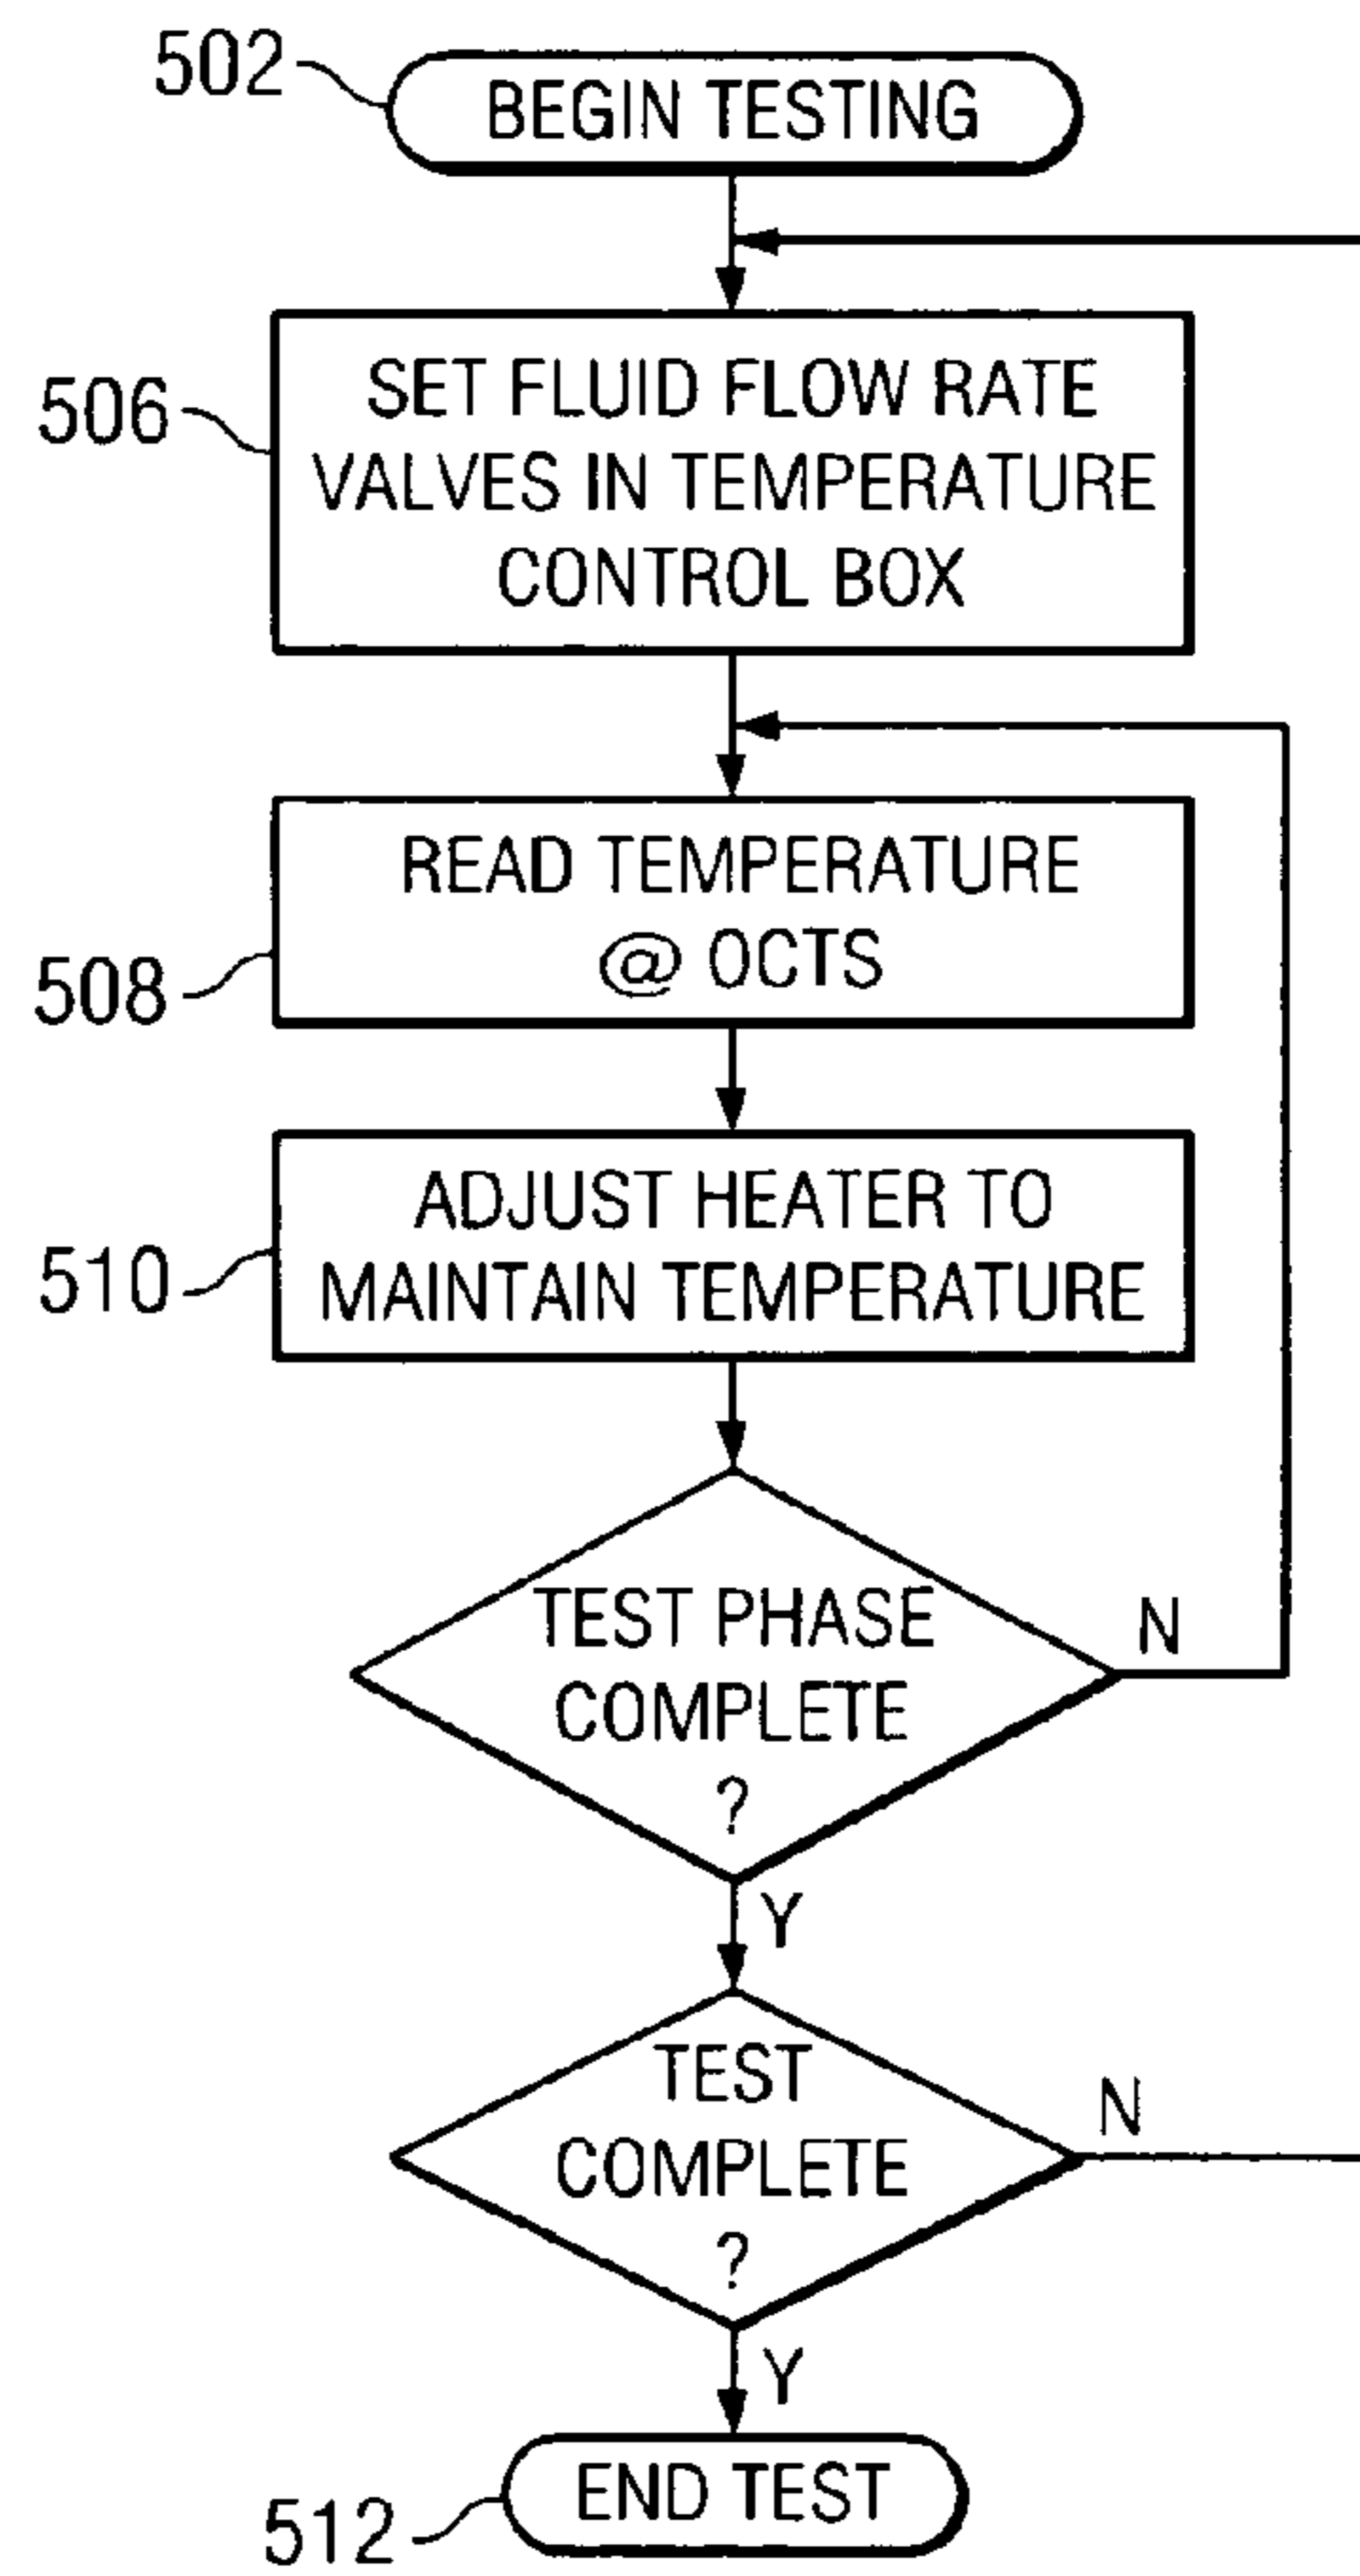 502
BEGIN TESTING
506
SET FLUID FLOW RATE
VALVES IN TEMPERATURE
CONTROL BOX
508
READ TEMPERATURE
@ OCTS
510
ADJUST HEATER TO
MAINTAIN TEMPERATURE
TEST PHASE
COMPLETE
?
N
Y
TEST
COMPLETE
?
N
Y
512
END TEST